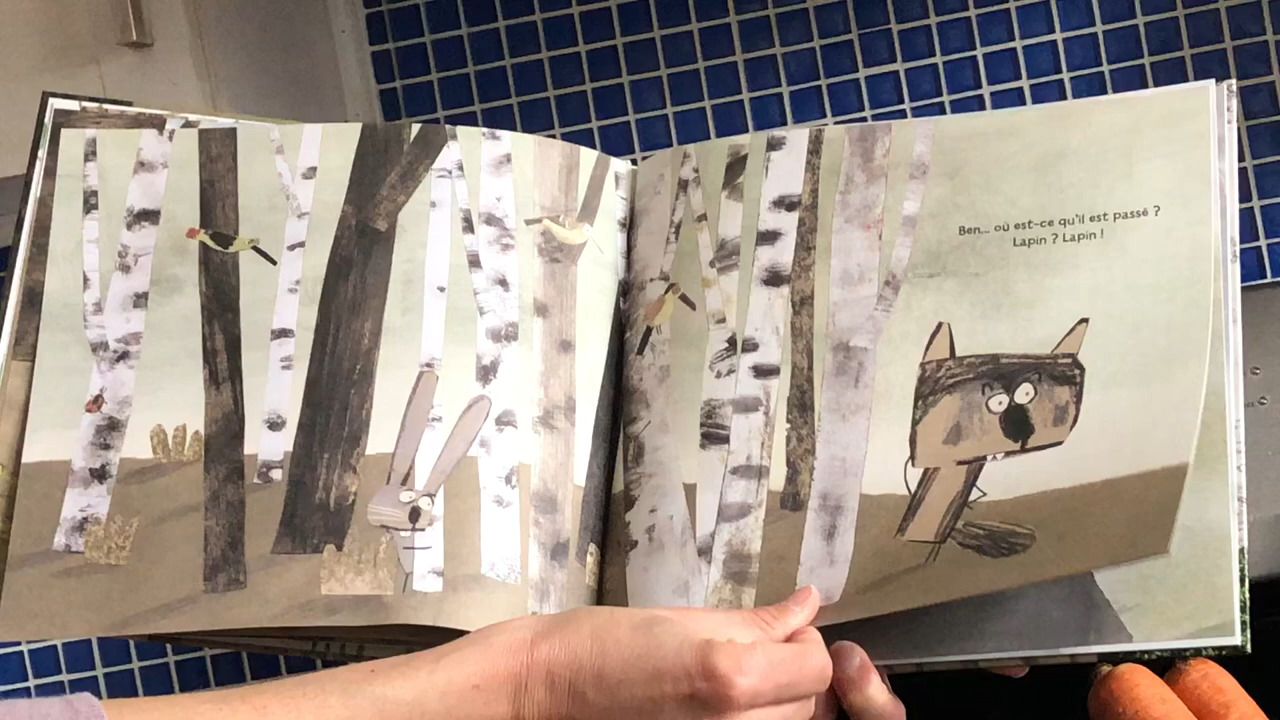 Ben... où est-ce qu'il est passé ?
Lapin ? Lapin !